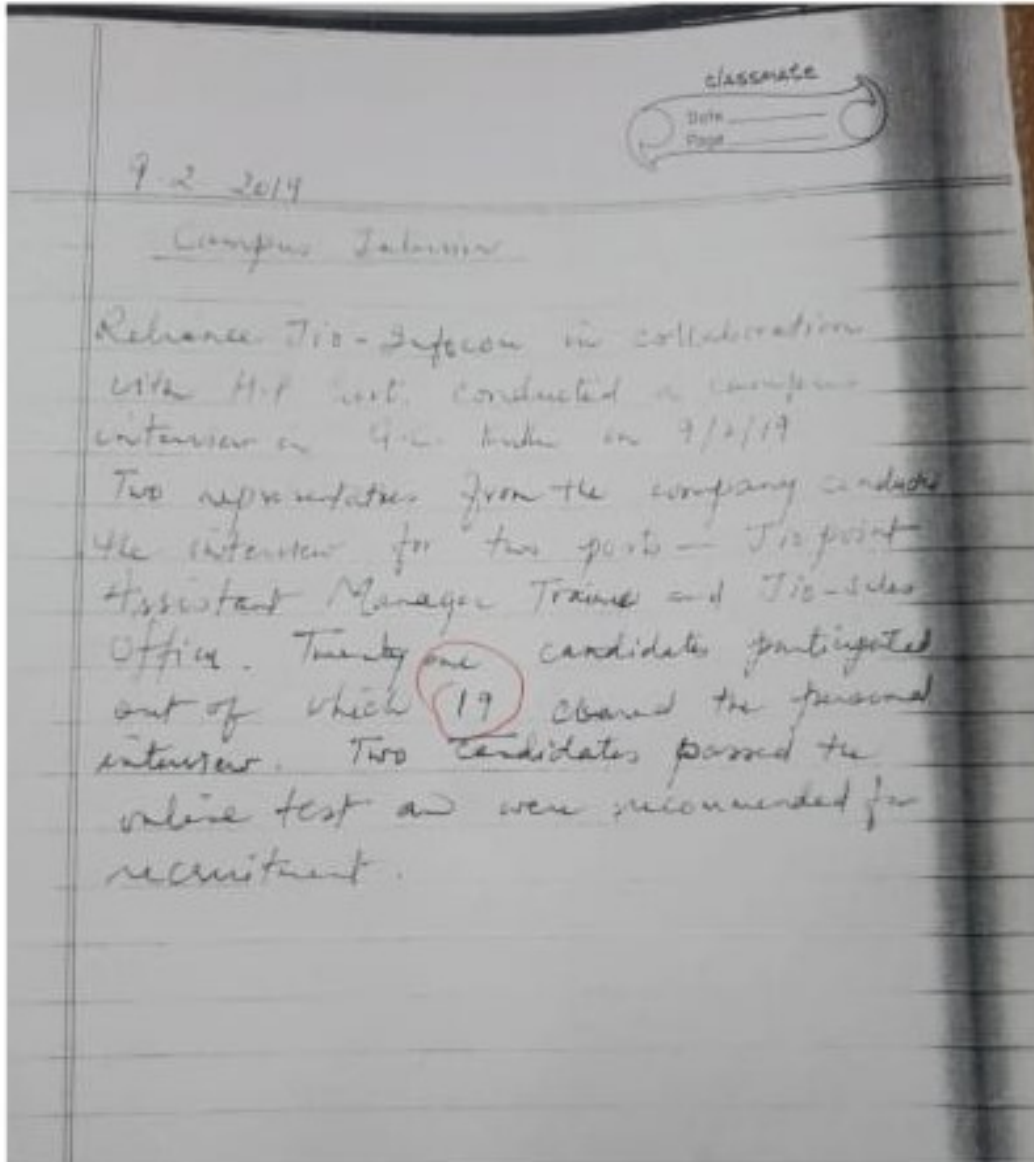 classmate
Date
Page
9-2-2019
Campus Interview
Reliance Jio-Infocom in collaboration
with H.P Govt. conducted a campus
interview in G.C. on 9/2/19
Two representatives from the company conducted
the interview for two posts — Jio point
Assistant Manager Trainee and Jio-Sales
Officer. Twenty one candidates participated
out of which 19 cleared the personal
interview. Two candidates passed the
online test and were recommended for
recruitment.